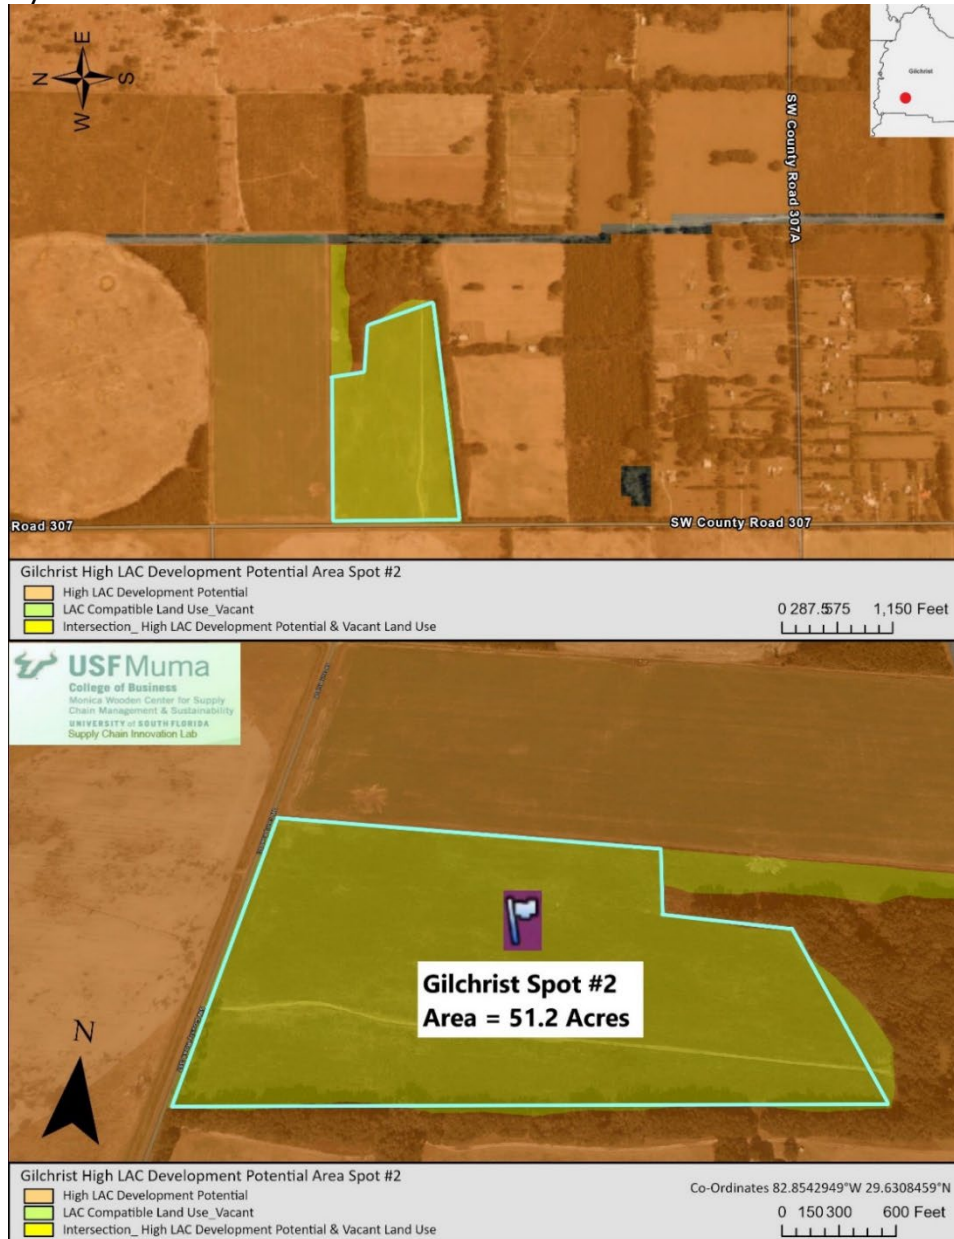 E
N
S
W
Gilchrist
SW County Road 307A
Road 307
SW County Road 307
Gilchrist High LAC Development Potential Area Spot #2
High LAC Development Potential
LAC Compatible Land Use_Vacant
Intersection_ High LAC Development Potential & Vacant Land Use
0 287.5575 1,150 Feet
USF Muma
College of Business
Monica Wooden Center for Supply
Chain Management & Sustainability
UNIVERSITY of SOUTH FLORIDA
Supply Chain Innovation Lab
Gilchrist Spot #2
Area = 51.2 Acres
N
Gilchrist High LAC Development Potential Area Spot #2
High LAC Development Potential
LAC Compatible Land Use_Vacant
Intersection_ High LAC Development Potential & Vacant Land Use
Co-Ordinates 82.8542949°W 29.6308459°N
0 150 300 600 Feet